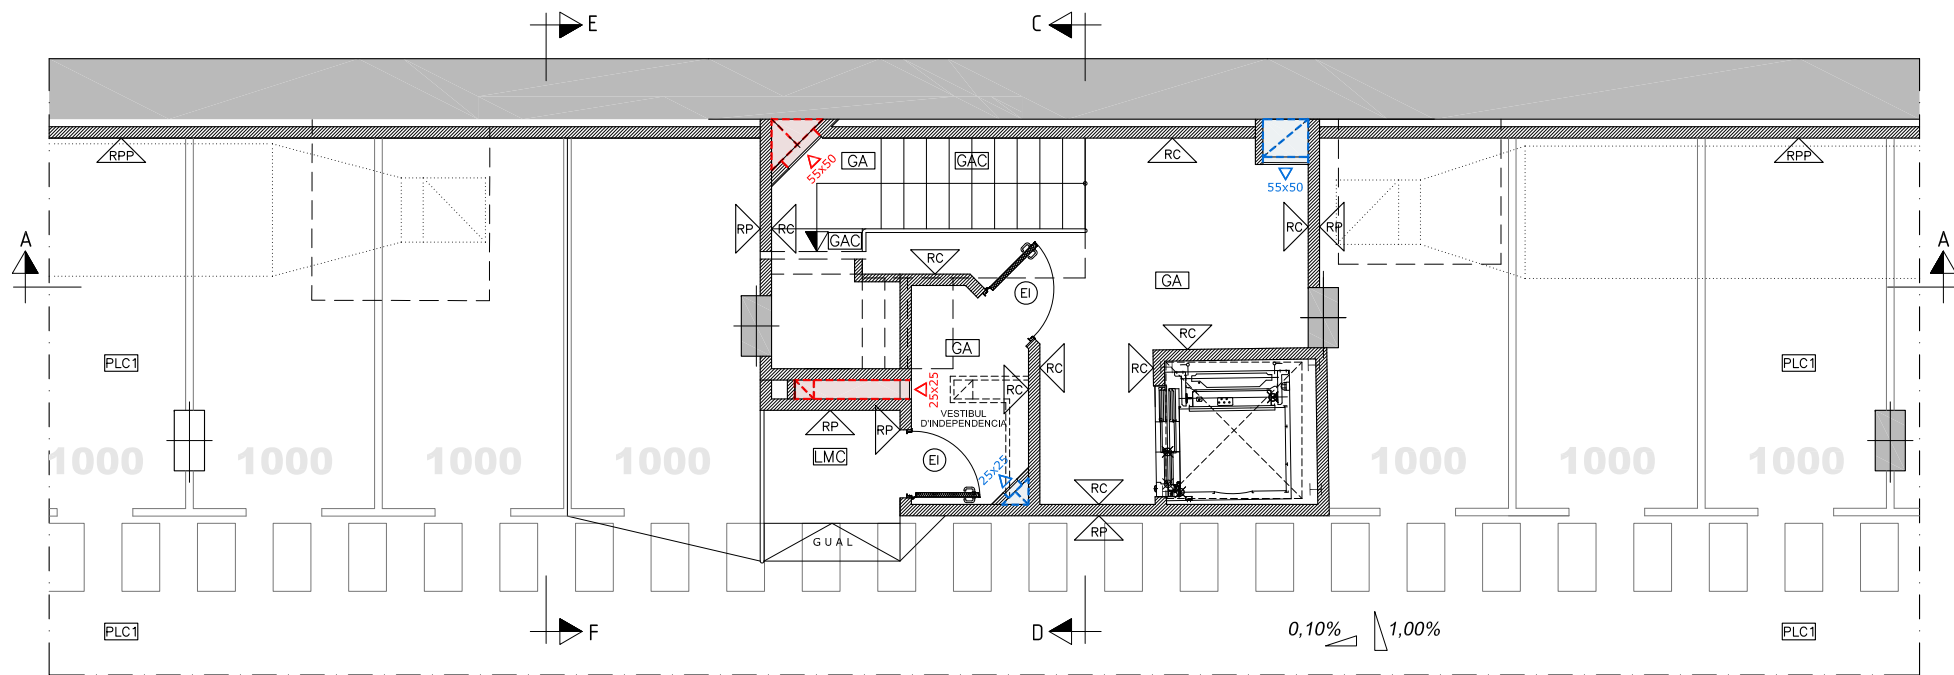 E
C
RPP
GA
GAC
RC
RPP
55x50
55x50
RP
RC
RC
RP
GAC
A
A
RC
GA
EI
RC
GA
PLC1
PLC1
RC
RC
25x25
RC
VESTIBUL
D'INDEPENDENCIA
RP
RP
1000
1000
1000
1000
LMC
EI
25x25
1000
1000
1000
RC
RP
GUAL
PLC1
F
D
0,10%
1,00%
PLC1